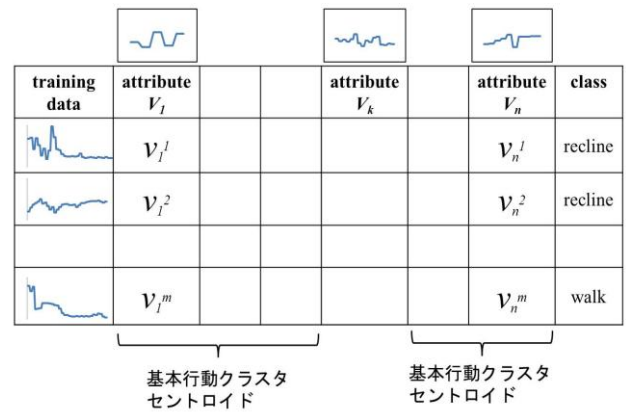 training data
attribute V₁
attribute Vₖ
attribute Vₙ
class
v₁¹
vₙ¹
recline
v₁²
vₙ²
recline
v₁ᵐ
vₙᵐ
walk
基本行動クラスタ
セントロイド
基本行動クラスタ
セントロイド